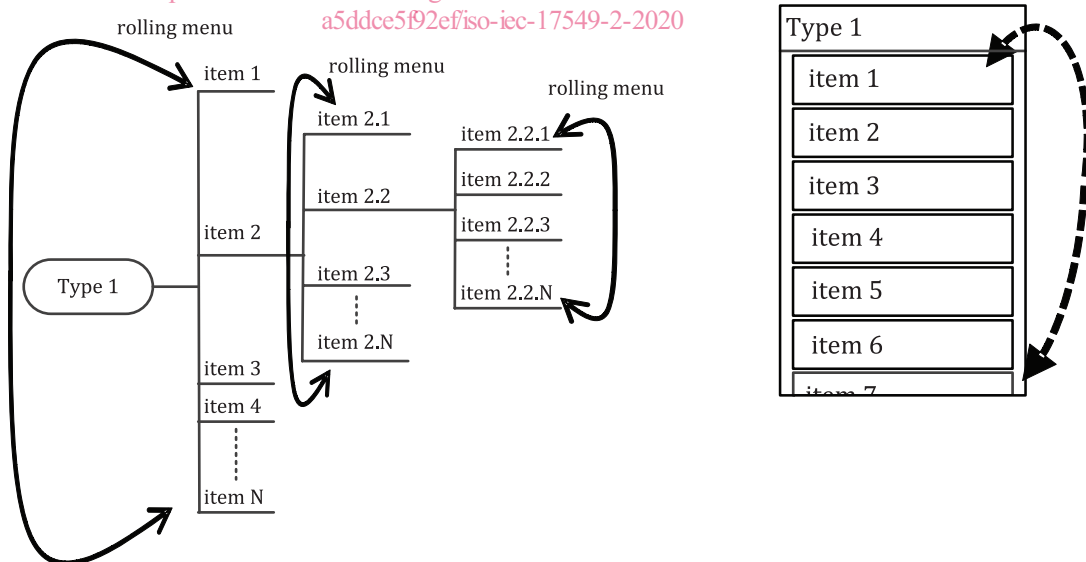 a5ddce5f92ef/iso-iec-17549-2-2020
rolling menu
item 1
item 2
Type 1
item 3
item 4
item N
rolling menu
item 2.1
item 2.2
item 2.3
item 2.N
rolling menu
item 2.2.1
item 2.2.2
item 2.2.3
item 2.2.N
Type 1
item 1
item 2
item 3
item 4
item 5
item 6
item 7